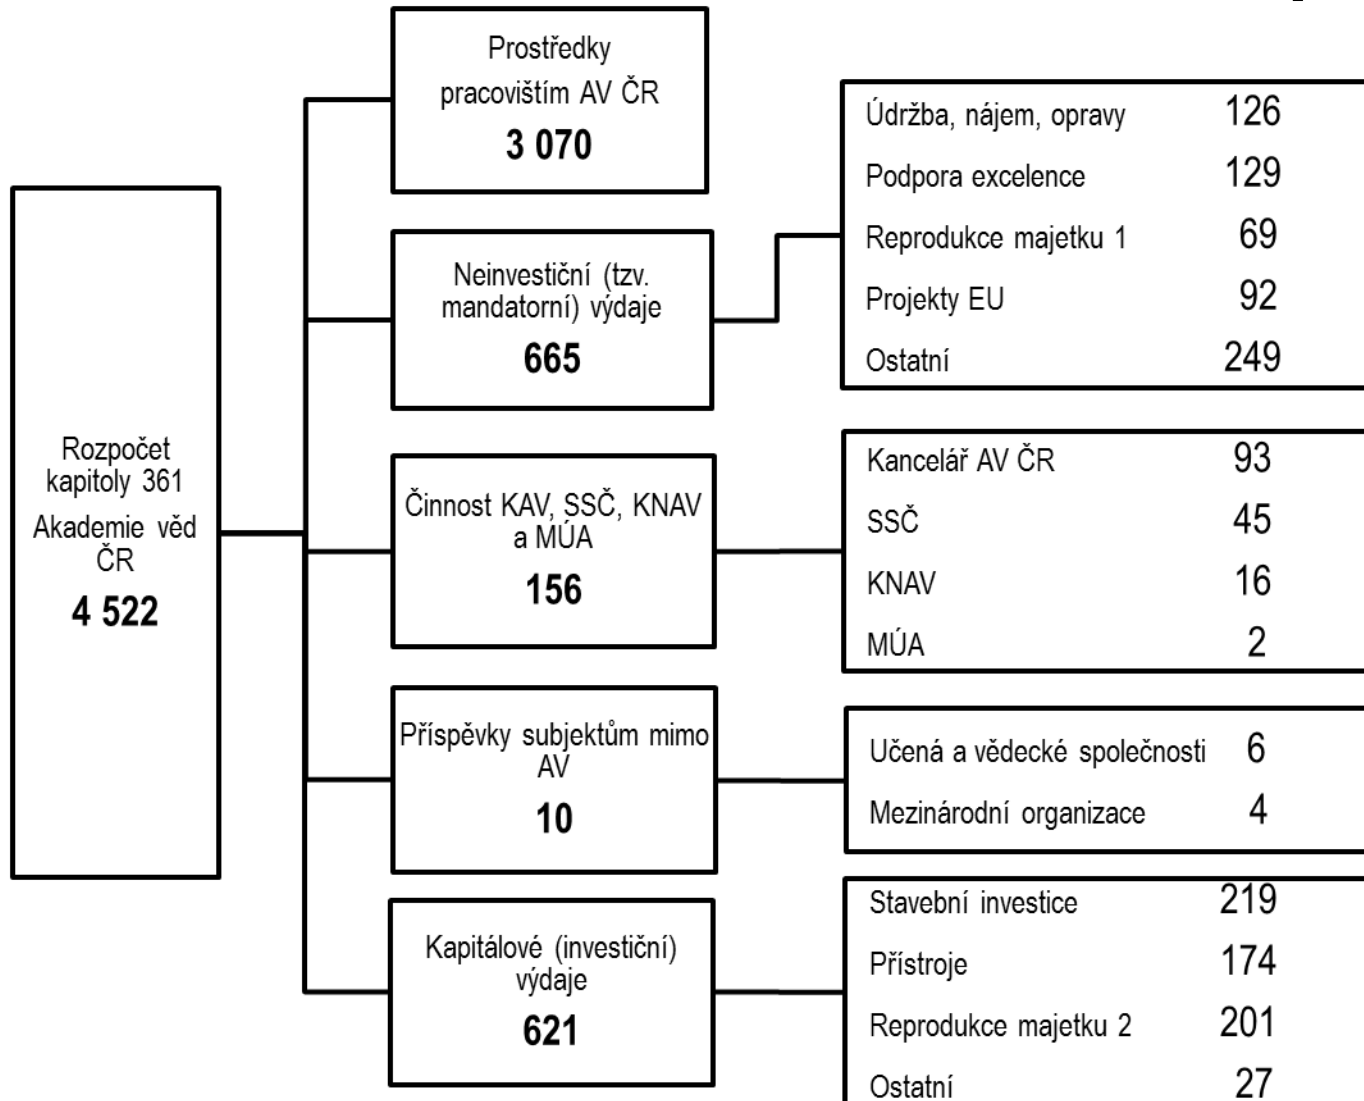 Rozpočet
kapitoly 361
Akademie věd
ČR
4 522
Prostředky
pracovištím AV ČR
3 070
Neinvestiční (tzv.
mandatorní) výdaje
665
Údržba, nájem, opravy 126
Podpora excelence 129
Reprodukce majetku 1 69
Projekty EU 92
Ostatní 249
Činnost KAV, SSČ, KNAV
a MÚA
156
Kancelář AV ČR 93
SSČ 45
KNAV 16
MÚA 2
Příspěvky subjektům mimo
AV
10
Učená a vědecké společnosti 6
Mezinárodní organizace 4
Kapitálové (investiční)
výdaje
621
Stavební investice 219
Přístroje 174
Reprodukce majetku 2 201
Ostatní 27